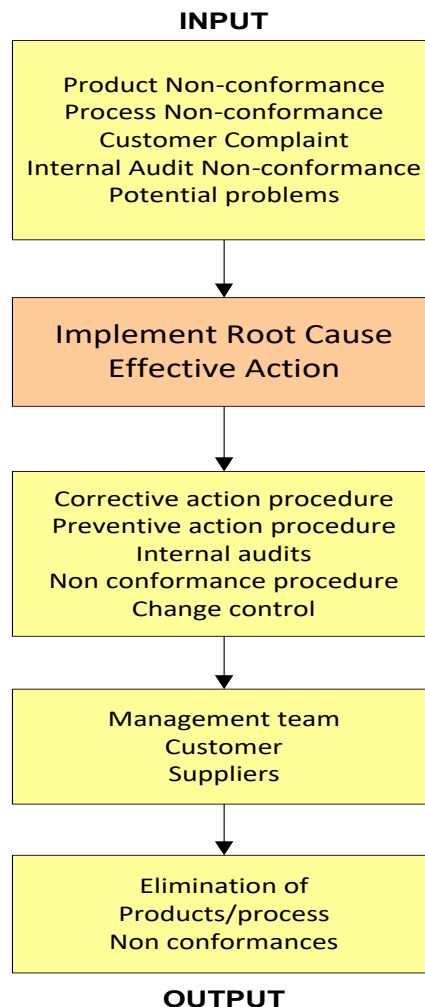 INPUT
Product Non-conformance
Process Non-conformance
Customer Complaint
Internal Audit Non-conformance
Potential problems
Implement Root Cause
Effective Action
Corrective action procedure
Preventive action procedure
Internal audits
Non conformance procedure
Change control
Management team
Customer
Suppliers
Elimination of
Products/process
Non conformances
OUTPUT